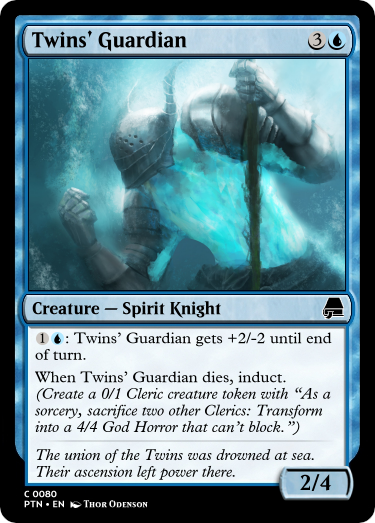 Twins' Guardian 3
Creature — Spirit Knight
1: Twins' Guardian gets +2/-2 until end
of turn.
When Twins' Guardian dies, induct.
(Create a 0/1 Cleric creature token with “As a
sorcery, sacrifice two other Clerics: Transform
into a 4/4 God Horror that can't block.”)
The union of the Twins was drowned at sea.
Their ascension left power there.
2/4
C 0080
PTN • EN Thor Odenson